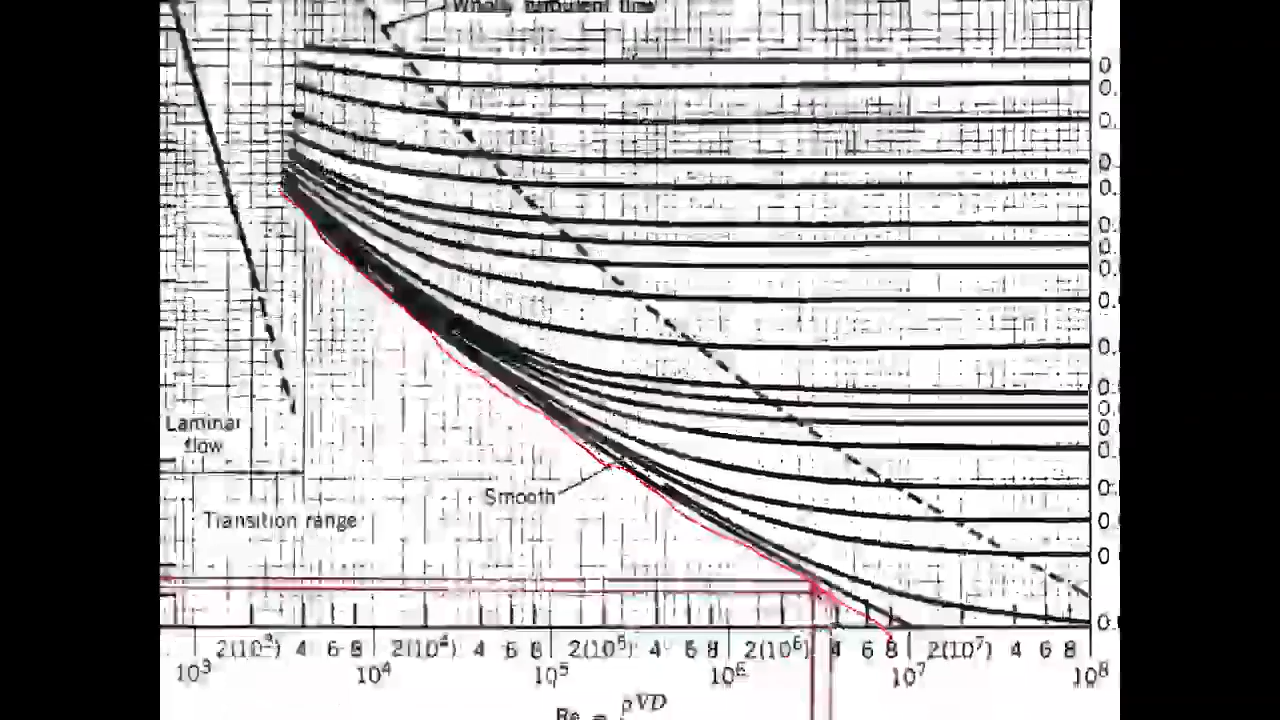 Wholly turbulent flow
0
0.
0.
0
0.
0.
0.
0.
0.
0.
0.
0.
0
0.
0.
0.
0
0.
Laminar
flow
Smooth
Transition range
2(10³) 4 6 8 2(10⁴) 4 6 8 2(10⁵) 4 6 8 2(10⁶) 4 6 8 2(10⁷) 4 6 8
10³ 10⁴ 10⁵ 10⁶ 10⁷ 10⁸
Re = ρVD